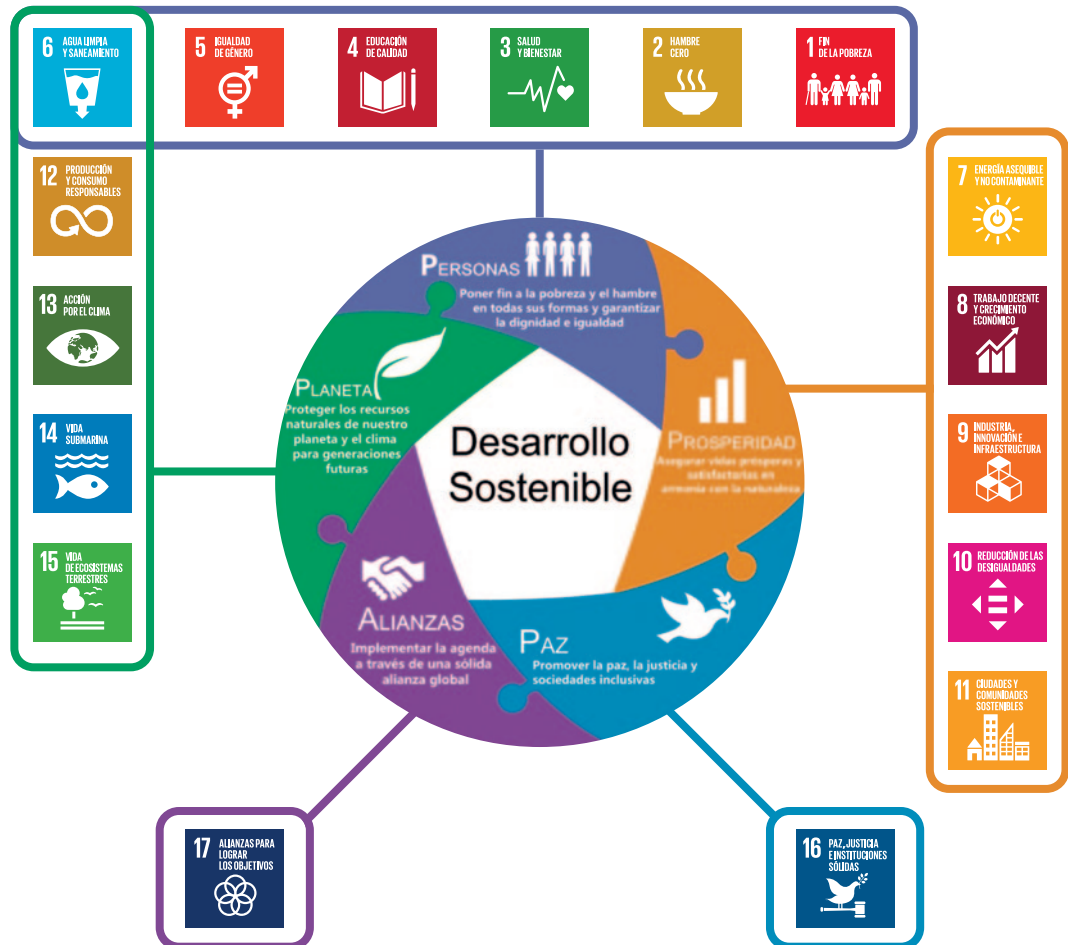 6 AGUA LIMPIA
Y SANEAMIENTO
5 IGUALDAD
DE GÉNERO
4 EDUCACIÓN
DE CALIDAD
3 SALUD
Y BIENESTAR
2 HAMBRE
CERO
1 FIN
DE LA POBREZA
12 PRODUCCIÓN
Y CONSUMO
RESPONSABLES
13 ACCIÓN
POR EL CLIMA
14 VIDA
SUBMARINA
15 VIDA
DE ECOSISTEMAS
TERRESTRES
PERSONAS
Poner fin a la pobreza y el hambre
en todas sus formas y garantizar
la dignidad e igualdad
PLANETA
Proteger los recursos
naturales de nuestro
planeta y el clima
para generaciones
futuras
Desarrollo
Sostenible
PROSPERIDAD
Asegurar vidas prósperas y
satisfactorias en
armonía con la naturaleza
ALIANZAS
Implementar la agenda
a través de una sólida
alianza global
PAZ
Promover la paz, la justicia y
sociedades inclusivas
7 ENERGÍA ASEQUIBLE
Y NO CONTAMINANTE
8 TRABAJO DECENTE
Y CRECIMIENTO
ECONÓMICO
9 INDUSTRIA,
INNOVACIÓN E
INFRAESTRUCTURA
10 REDUCCIÓN DE LAS
DESIGUALDADES
11 CIUDADES Y
COMUNIDADES
SOSTENIBLES
17 ALIANZAS PARA
LOGRAR
LOS OBJETIVOS
16 PAZ, JUSTICIA
E INSTITUCIONES
SÓLIDAS